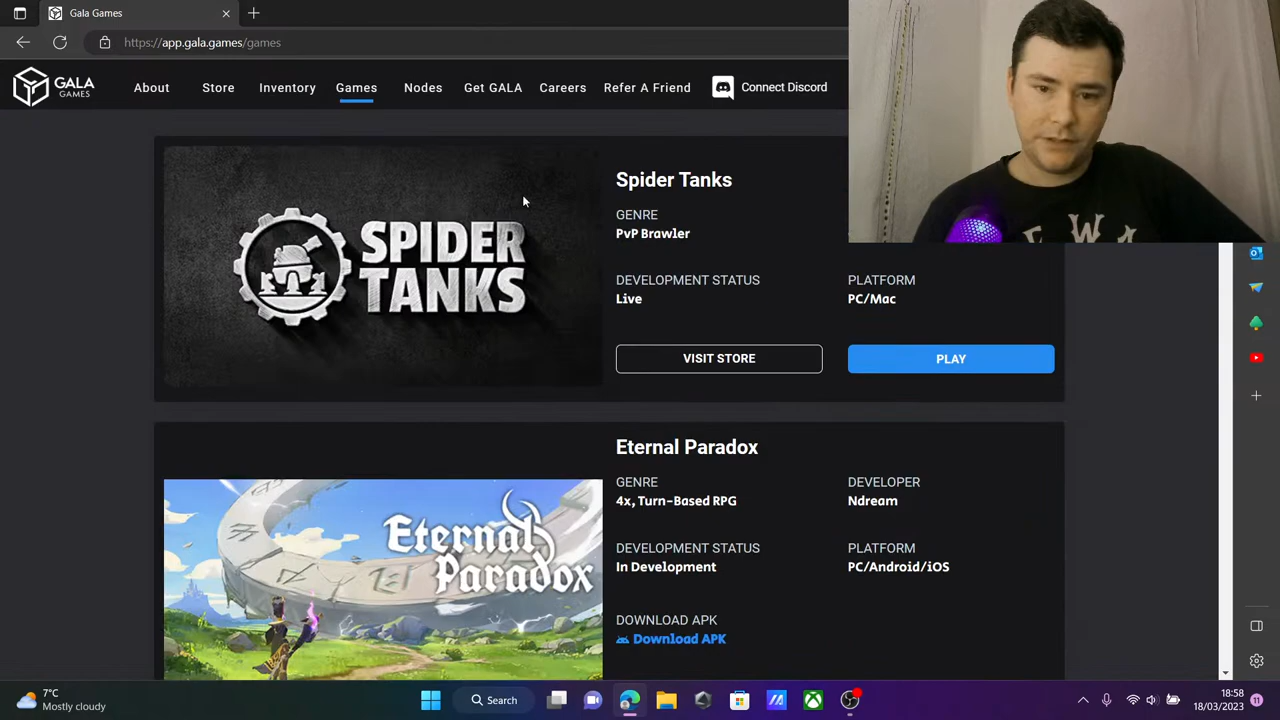 Gala Games
https://app.gala.games/games
GALA
GAMES
About Store Inventory Games Nodes Get GALA Careers Refer A Friend Connect Discord
SPIDER
TANKS
Spider Tanks
GENRE
PvP Brawler
DEVELOPMENT STATUS
Live
PLATFORM
PC/Mac
VISIT STORE
PLAY
Eternal
Paradox
Eternal Paradox
GENRE
4x, Turn-Based RPG
DEVELOPER
Ndream
DEVELOPMENT STATUS
In Development
PLATFORM
PC/Android/iOS
DOWNLOAD APK
Download APK
7°C
Mostly cloudy
Search
18:58
18/03/2023